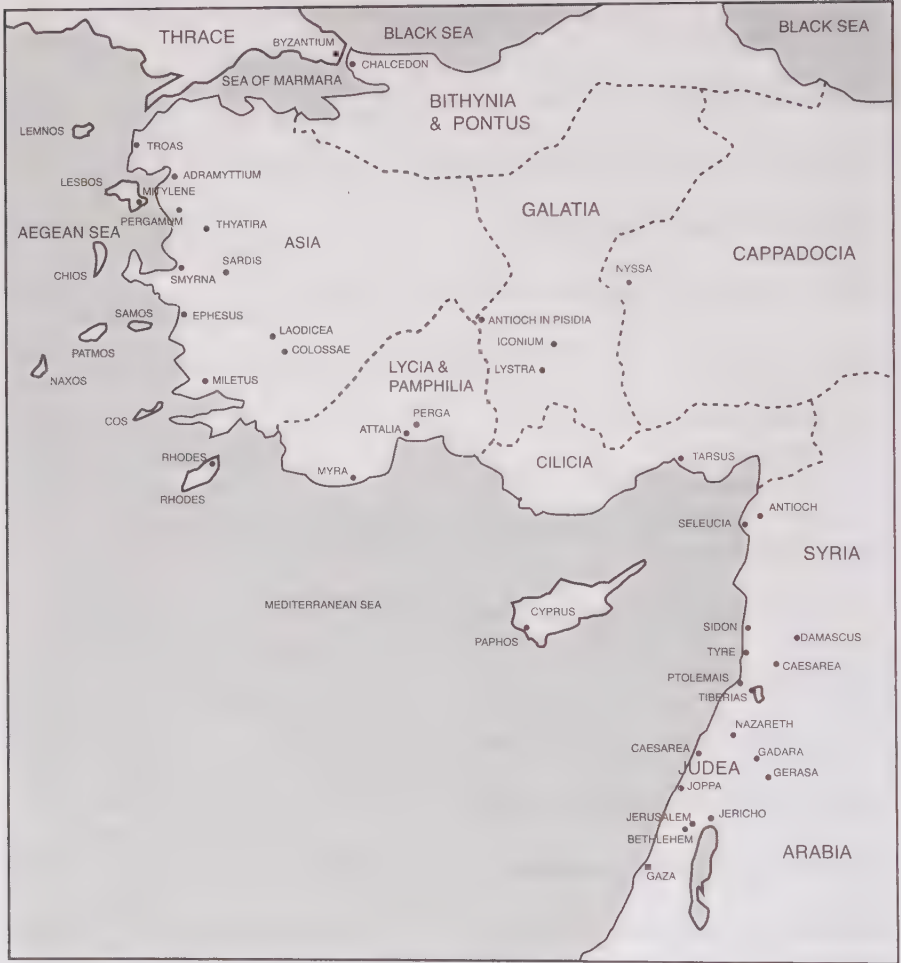 THRACE
BLACK SEA
BLACK SEA
BYZANTIUM
CHALCEDON
SEA OF MARMARA
BITHYNIA
& PONTUS
LEMNOS
TROAS
ADRAMYTTIUM
LESBOS
MITYLENE
GALATIA
PERGAMUM
THYATIRA
AEGEAN SEA
ASIA
CAPPADOCIA
SARDIS
NYSSA
CHIOS
SMYRNA
SAMOS
EPHESUS
ANTIOCH IN PISIDIA
LAODICEA
ICONIUM
PATMOS
COLOSSAE
LYCIA &
PAMPHILIA
LYSTRA
NAXOS
MILETUS
COS
PERGA
ATTALIA
RHODES
CILICIA
TARSUS
MYRA
RHODES
ANTIOCH
SELEUCIA
SYRIA
MEDITERRANEAN SEA
CYPRUS
SIDON
PAPHOS
DAMASCUS
TYRE
CAESAREA
PTOLEMAIS
TIBERIAS
NAZARETH
CAESAREA
GADARA
JUDEA
GERASA
JOPPA
JERUSALEM
JERICHO
BETHLEHEM
ARABIA
GAZA